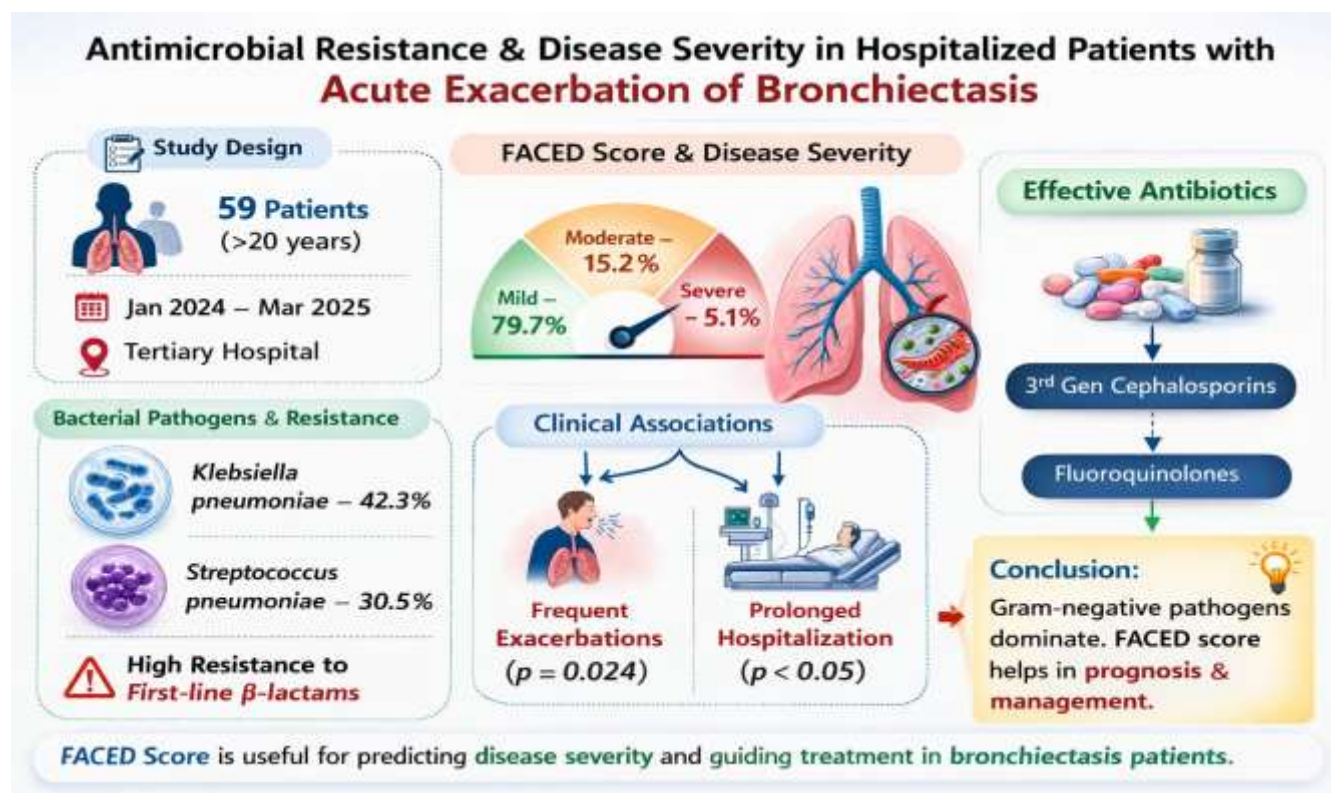 Antimicrobial Resistance & Disease Severity in Hospitalized Patients with
Acute Exacerbation of Bronchiectasis
Study Design
59 Patients
(>20 years)
Jan 2024 – Mar 2025
Tertiary Hospital
Bacterial Pathogens & Resistance
Klebsiella
pneumoniae – 42.3%
Streptococcus
pneumoniae – 30.5%
High Resistance to
First-line β-lactams
FACED Score & Disease Severity
Mild –
79.7%
Moderate –
15.2%
Severe
– 5.1%
Clinical Associations
Frequent
Exacerbations
(p = 0.024)
Prolonged
Hospitalization
(p < 0.05)
Effective Antibiotics
3rd Gen Cephalosporins
Fluoroquinolones
Conclusion:
Gram-negative pathogens
dominate. FACED score
helps in prognosis &
management.
FACED Score is useful for predicting disease severity and guiding treatment in bronchiectasis patients.